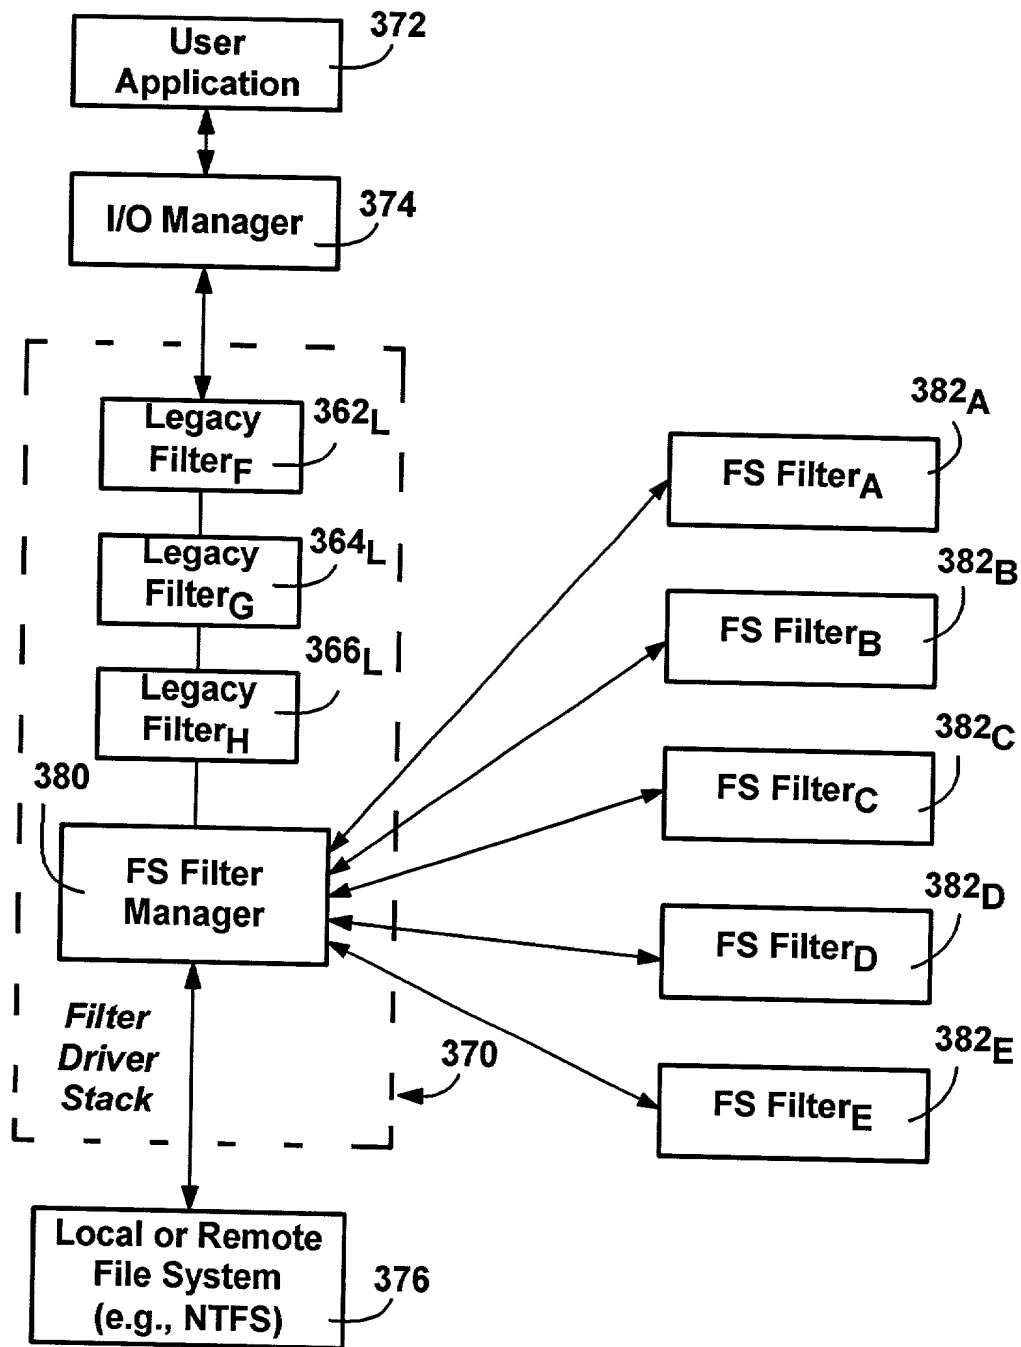 User
Application
372
I/O Manager
374
Legacy
FilterF
362L
Legacy
FilterG
364L
Legacy
FilterH
366L
380
FS Filter
Manager
Filter
Driver
Stack
370
Local or Remote
File System
(e.g., NTFS)
376
382A
FS FilterA
382B
FS FilterB
382C
FS FilterC
382D
FS FilterD
382E
FS FilterE